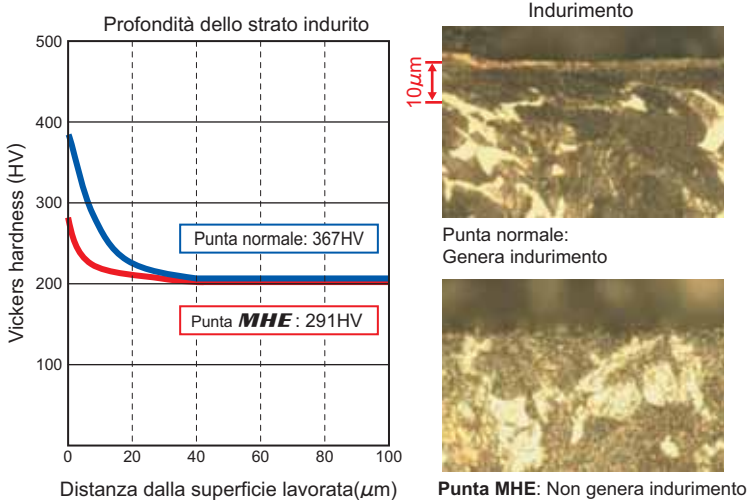 Profondità dello strato indurito
Vickers hardness (HV)
500
400
300
200
100
0
20
40
60
80
100
Punta normale: 367HV
Punta MHE : 291HV
Distanza dalla superficie lavorata(μm)
Indurimento
10μm
Punta normale:
Genera indurimento
Punta MHE: Non genera indurimento